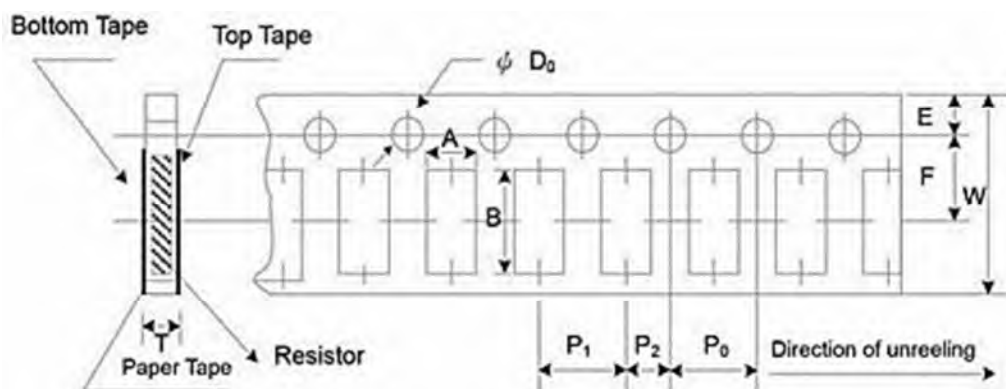 Bottom Tape
Top Tape
ψ D₀
E
A
F
W
B
T
Paper Tape
Resistor
P₁
P₂
P₀
Direction of unreeling